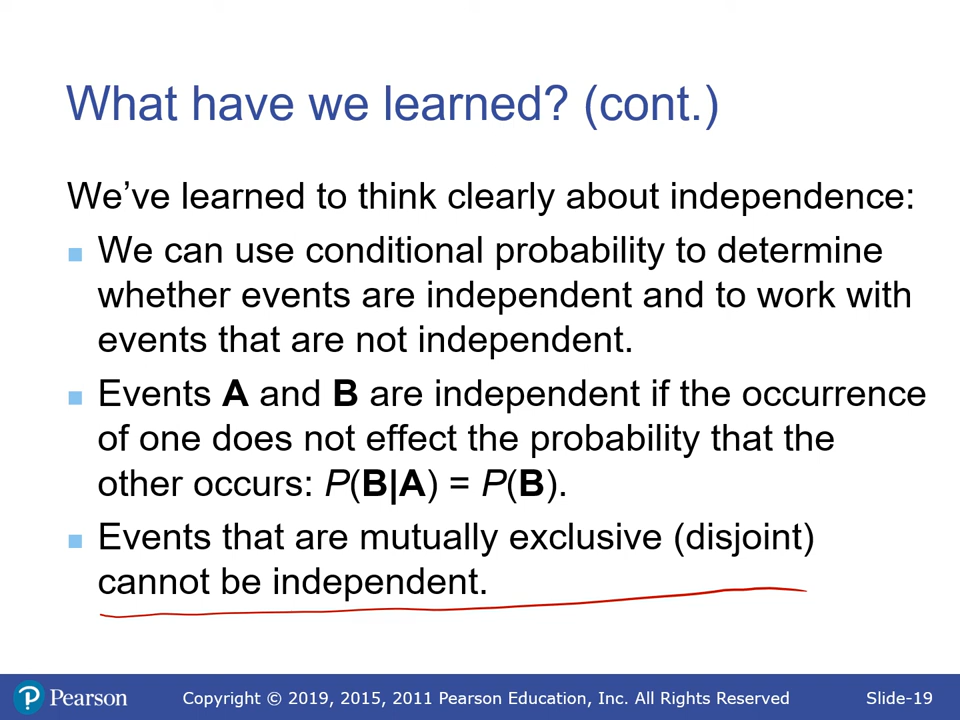 What have we learned? (cont.)
We’ve learned to think clearly about independence:
We can use conditional probability to determine
whether events are independent and to work with
events that are not independent.
Events A and B are independent if the occurrence
of one does not effect the probability that the
other occurs: P(B|A) = P(B).
Events that are mutually exclusive (disjoint)
cannot be independent.
Pearson
Copyright © 2019, 2015, 2011 Pearson Education, Inc. All Rights Reserved
Slide-19